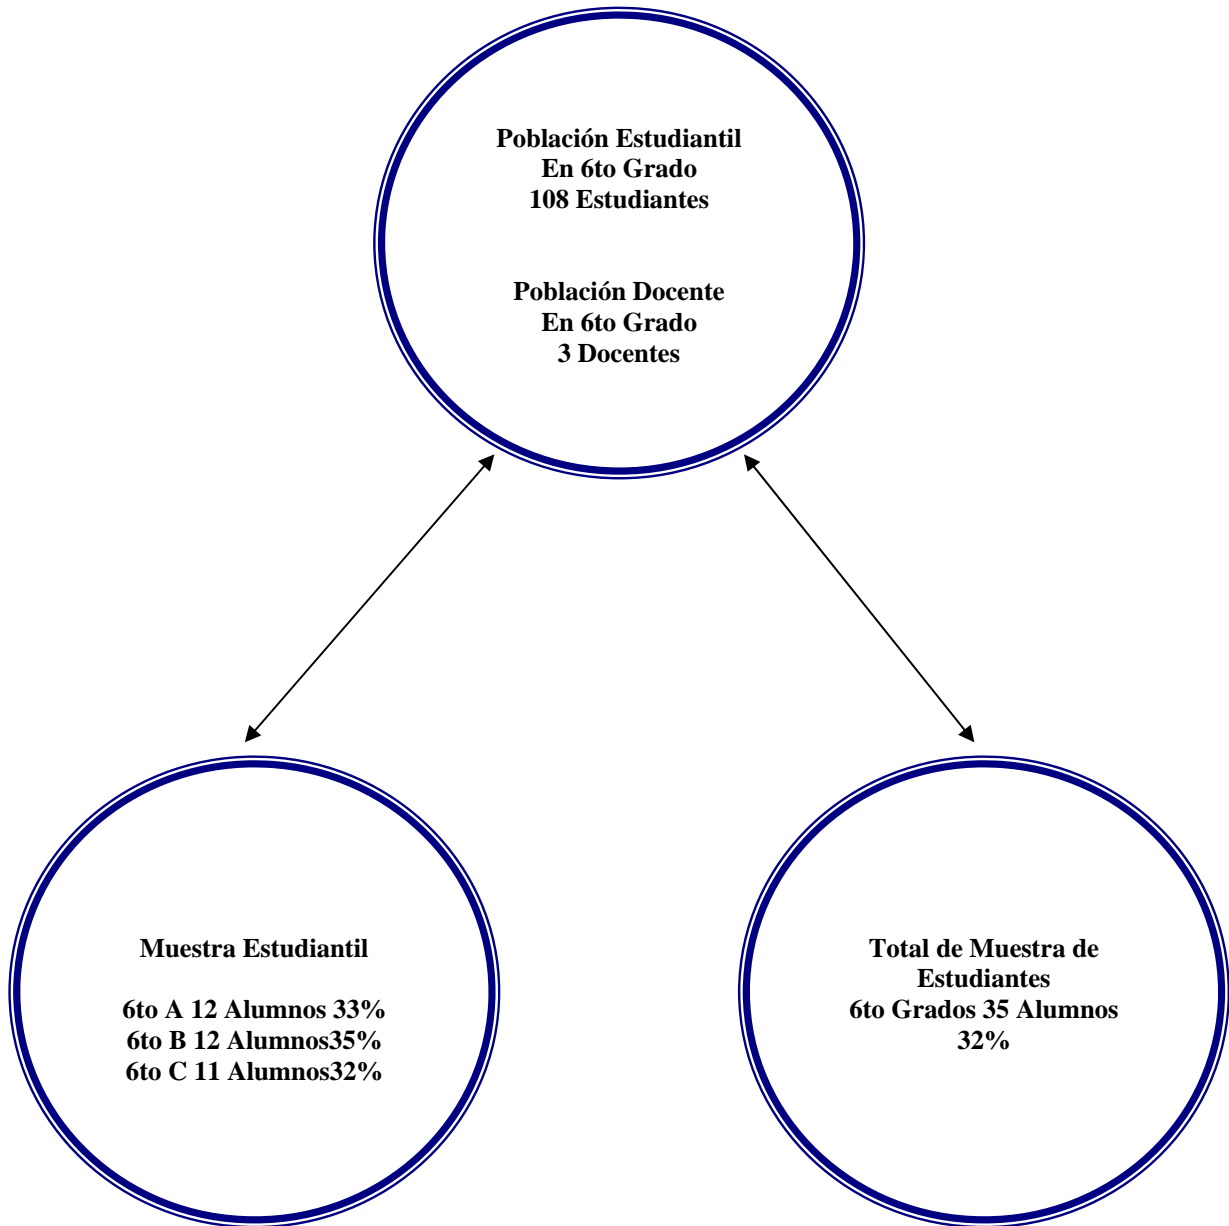 Población Estudiantil
En 6to Grado
108 Estudiantes
Población Docente
En 6to Grado
3 Docentes
Muestra Estudiantil
6to A 12 Alumnos 33%
6to B 12 Alumnos35%
6to C 11 Alumnos32%
Total de Muestra de
Estudiantes
6to Grados 35 Alumnos
32%